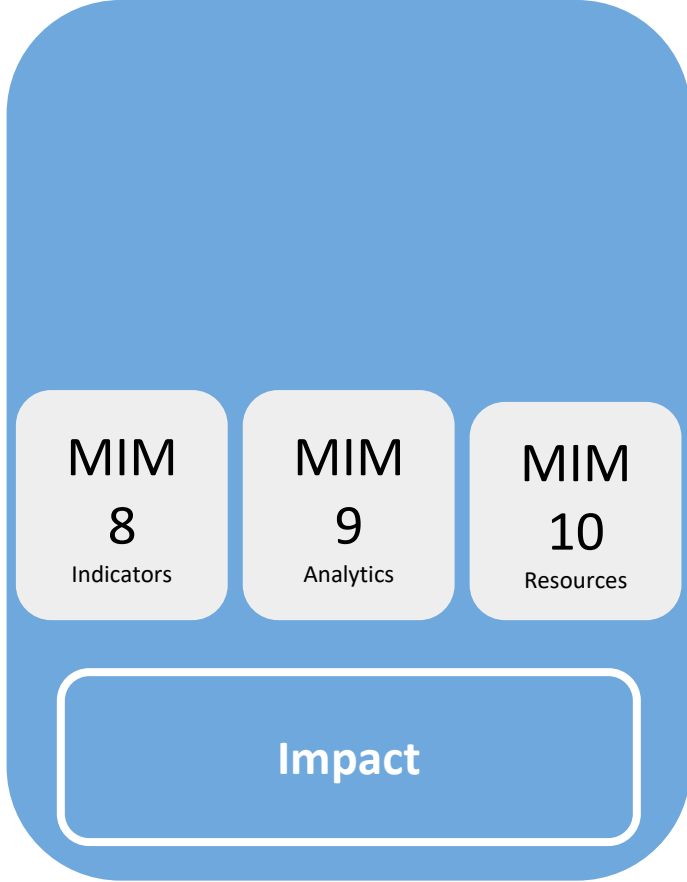 MIM
8
Indicators
MIM
9
Analytics
MIM
10
Resources
Impact